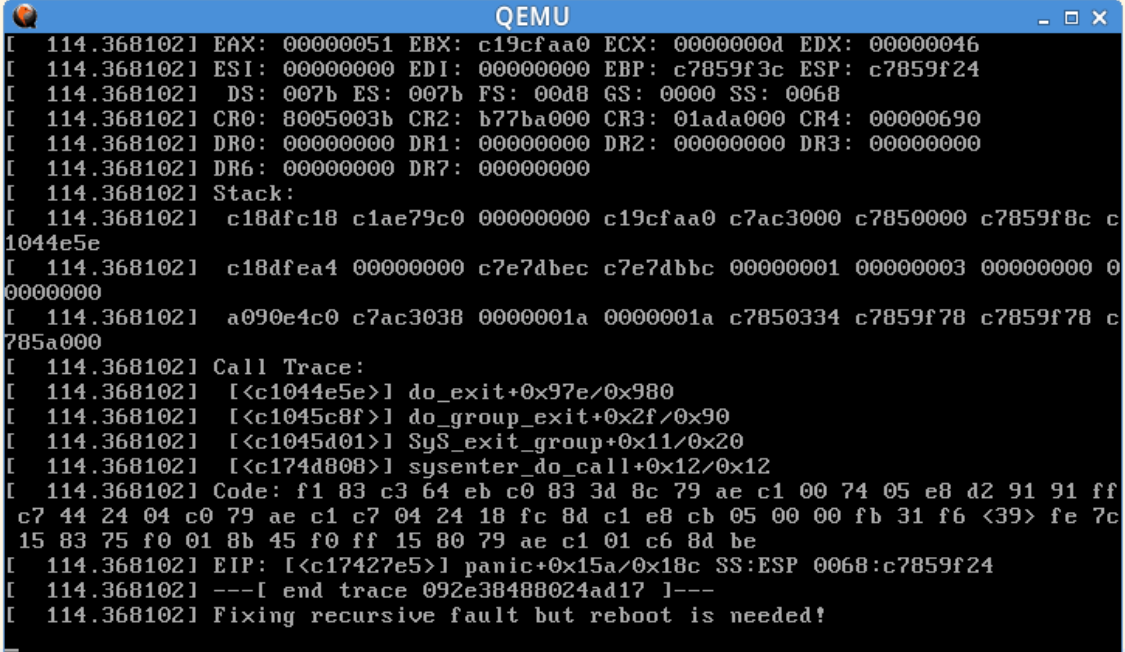 QEMU
[  114.368102] EAX: 00000051 EBX: c19cfaa0 ECX: 0000000d EDX: 00000046
[  114.368102] ESI: 00000000 EDI: 00000000 EBP: c7859f3c ESP: c7859f24
[  114.368102]  DS: 007b ES: 007b FS: 00d8 GS: 0000 SS: 0068
[  114.368102] CR0: 8005003b CR2: b77ba000 CR3: 01ada000 CR4: 00000690
[  114.368102] DR0: 00000000 DR1: 00000000 DR2: 00000000 DR3: 00000000
[  114.368102] DR6: 00000000 DR7: 00000000
[  114.368102] Stack:
[  114.368102]  c18dfc18 c1ae79c0 00000000 c19cfaa0 c7ac3000 c7850000 c7859f8c c
1044e5e
[  114.368102]  c18dfea4 00000000 c7e7dbec c7e7dbbc 00000001 00000003 00000000 0
0000000
[  114.368102]  a090e4c0 c7ac3038 0000001a 0000001a c7850334 c7859f78 c7859f78 c
785a000
[  114.368102] Call Trace:
[  114.368102]  [<c1044e5e>] do_exit+0x97e/0x980
[  114.368102]  [<c1045c8f>] do_group_exit+0x2f/0x90
[  114.368102]  [<c1045d01>] SyS_exit_group+0x11/0x20
[  114.368102]  [<c174d808>] sysenter_do_call+0x12/0x12
[  114.368102] Code: f1 83 c3 64 eb c0 83 3d 8c 79 ae c1 00 74 05 e8 d2 91 91 ff
 c7 44 24 04 c0 79 ae c1 c7 04 24 18 fc 8d c1 e8 cb 05 00 00 fb 31 f6 <39> fe 7c
 15 83 75 f0 01 8b 45 f0 ff 15 80 79 ae c1 01 c6 8d be
[  114.368102] EIP: [<c17427e5>] panic+0x15a/0x18c SS:ESP 0068:c7859f24
[  114.368102] ---[ end trace 092e38488024ad17 ]---
[  114.368102] Fixing recursive fault but reboot is needed!